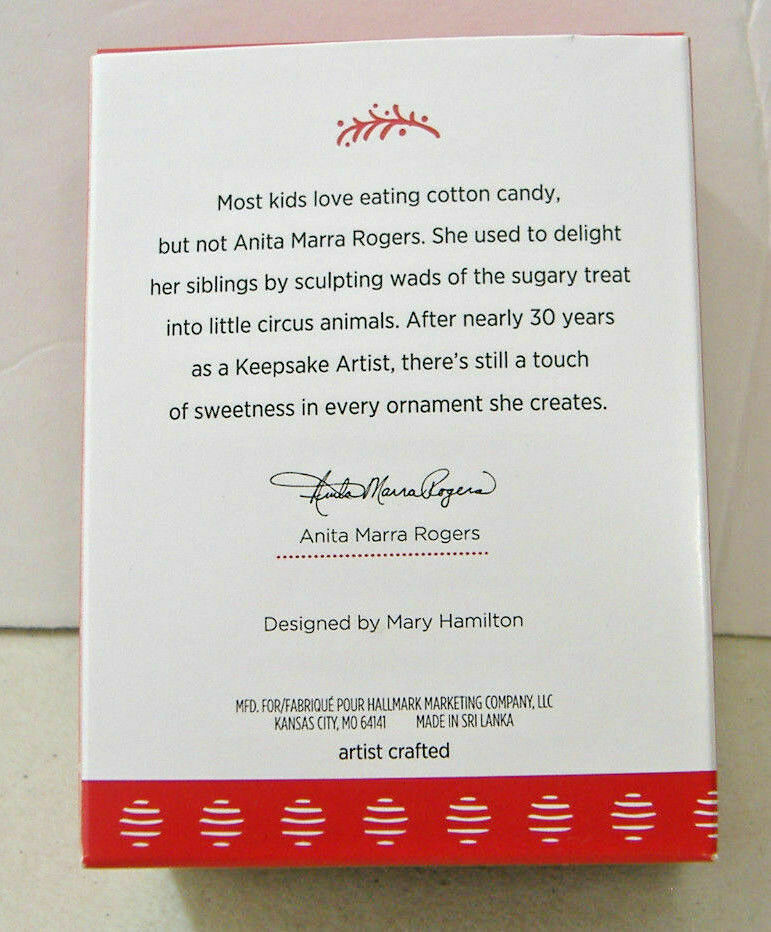 Most kids love eating cotton candy,
but not Anita Marra Rogers. She used to delight
her siblings by sculpting wads of the sugary treat
into little circus animals. After nearly 30 years
as a Keepsake Artist, there's still a touch
of sweetness in every ornament she creates.
Anita Marra Rogers
Anita Marra Rogers
Designed by Mary Hamilton
MFD. FOR/FABRIQUÉ POUR HALLMARK MARKETING COMPANY, LLC
KANSAS CITY, MO 64141 MADE IN SRI LANKA
artist crafted